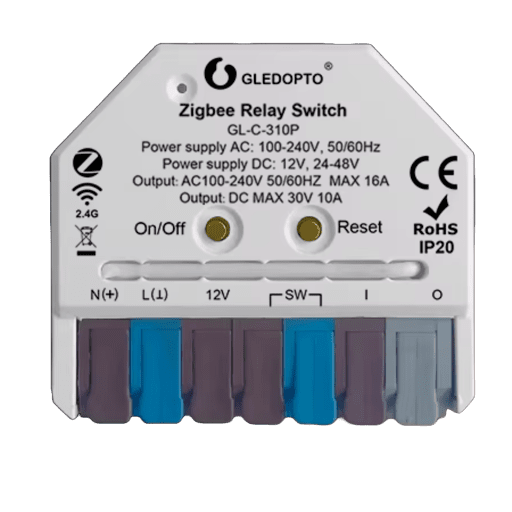 GLEDOPTO®
Zigbee Relay Switch
GL-C-310P
Power supply AC: 100-240V, 50/60Hz
Power supply DC: 12V, 24-48V
Output: AC100-240V 50/60HZ MAX 16A
Output: DC MAX 30V 10A
2.4G
CE
RoHS
IP20
On/Off
Reset
N(+) L(⊥) 12V SW I O